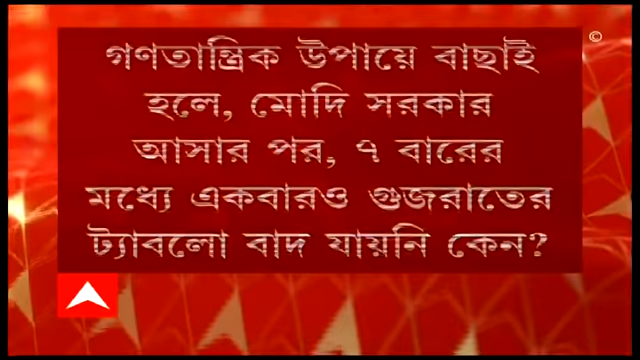 ©
গণতান্ত্রিক উপায়ে বাছাই
হলে, মোদি সরকার
আসার পর, ৭ বারের
মধ্যে একবারও গুজরাতের
ট্যাবলো বাদ যায়নি কেন?